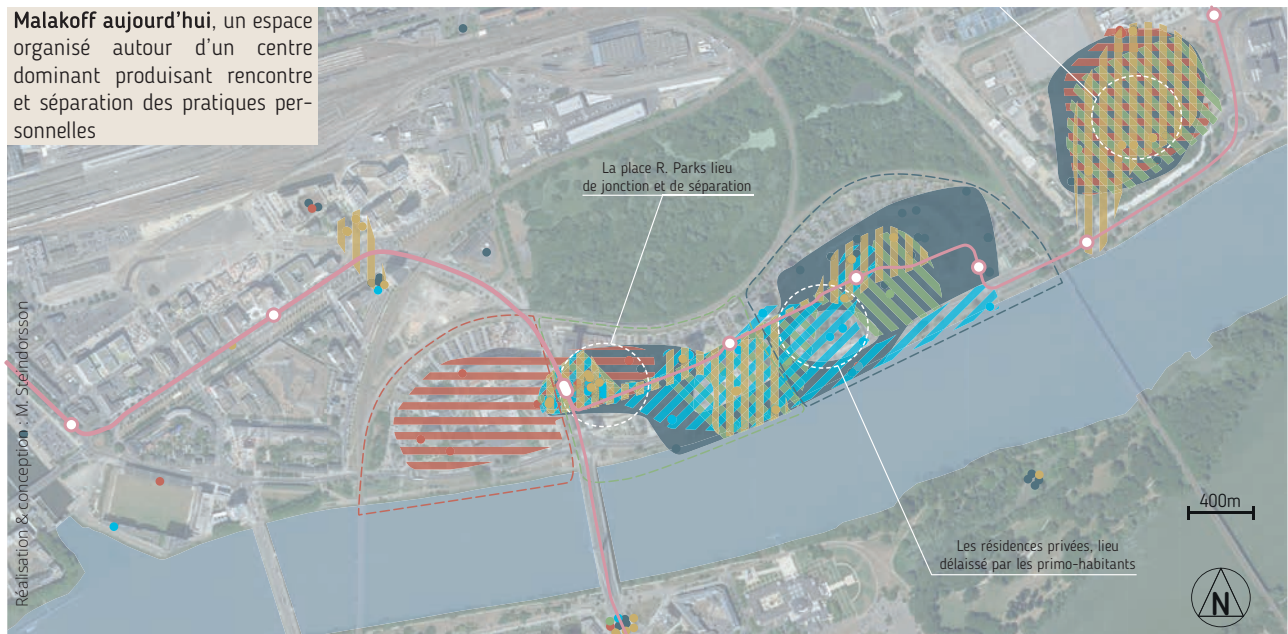 Malakoff aujourd'hui, un espace
organisé autour d'un centre
dominant produisant rencontre
et séparation des pratiques per-
sonnelles
La place R. Parks lieu
de jonction et de séparation
Réalisation & conception : M. Steindorsson
400m
Les résidences privées, lieu
délaissé par les primo-habitants
N